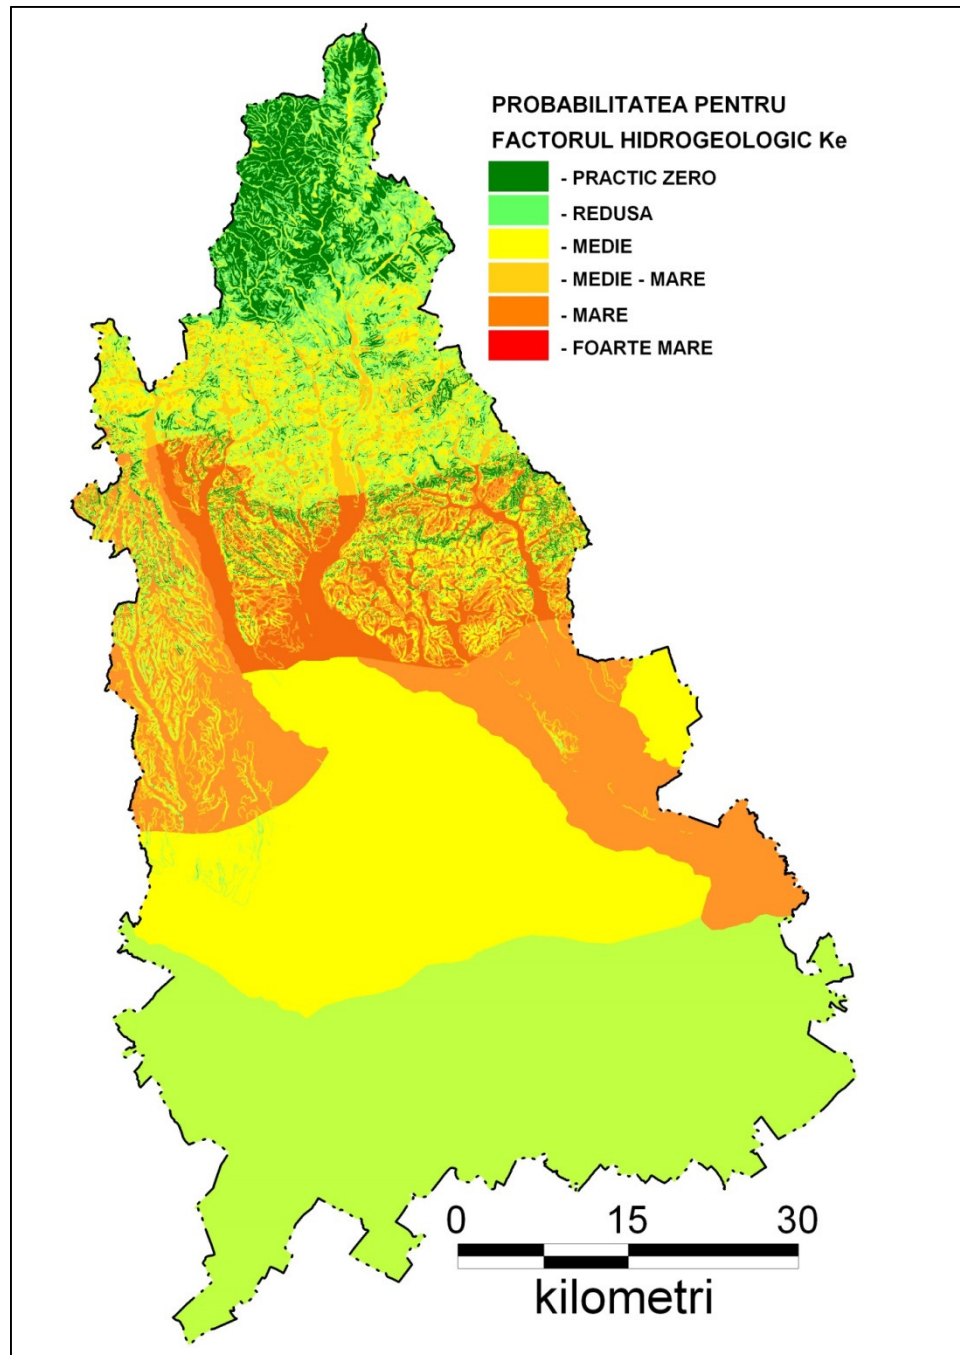 PROBABILITATEA PENTRU
FACTORUL HIDROGEOLOGIC Ke
- PRACTIC ZERO
- REDUSA
- MEDIE
- MEDIE - MARE
- MARE
- FOARTE MARE
0 15 30
kilometri